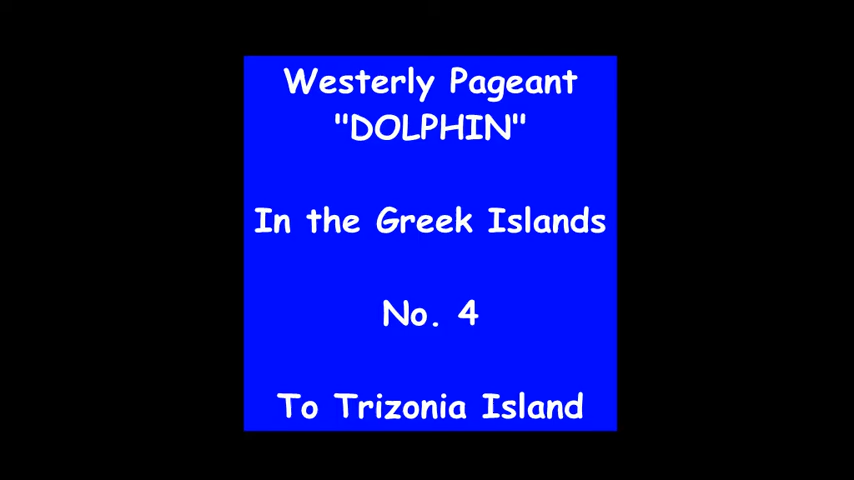 Westerly Pageant
"DOLPHIN"
In the Greek Islands
No. 4
To Trizonia Island